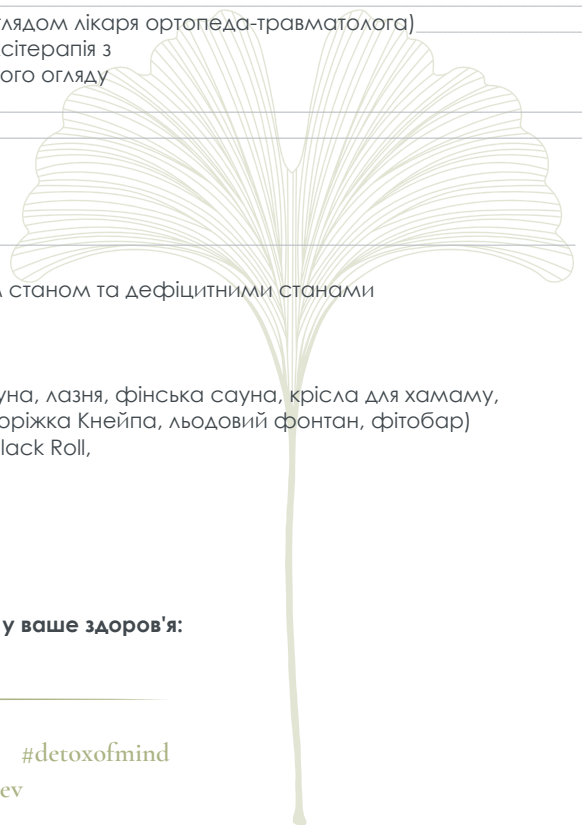 лядом лікаря ортопеда-травматолога)
сітерапія з
ого огляду
станом та дефіцитними станами
уна, лазня, фінська сауна, крісла для хамаму,
оріжка Кнейпа, льодовий фонтан, фітобар)
lack Roll,
у ваше здоров'я:
#detoxofmind
ev